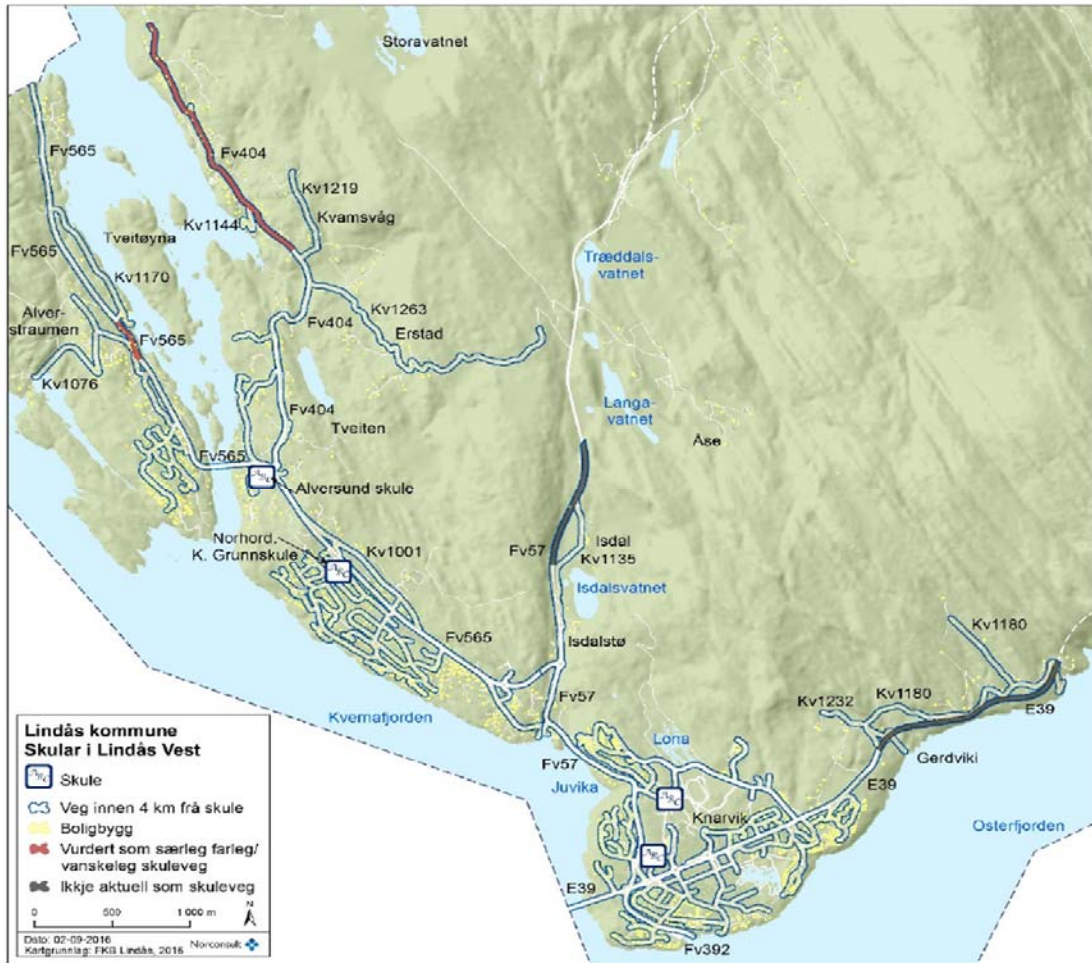 Storavatnet
Fv565
Fv404
Kv1219
Kvamsvåg
Kv1144
Tveitøyna
Fv565
Kv1170
Træddals-
vatnet
Kv1263
Alver-
straumen
Fv565
Fv404
Erstad
Kv1076
Langa-
vatnet
Fv404
Tveiten
Åse
Fv565
Alversund skule
Norhord.
K. Grunnskule
Kv1001
Fv57
Isdal
Kv1135
Isdalsvatnet
Fv565
Isdalstø
Kv1180
Fv57
Kv1232
Kv1180
E39
Kvernafjorden
Lona
Gerdviki
Fv57
Juvika
E39
Knarvik
Osterfjorden
E39
Fv392
Lindås kommune
Skular i Lindås Vest
Skule
Veg innen 4 km frå skule
Boligbygg
Vurdert som særleg farleg/
vanskeleg skuleveg
Ikkje aktuell som skuleveg
0 500 1 000 m
N
Dato: 02-09-2016
Kartgrunnlag: FKB Lindås, 2016 Norconsult